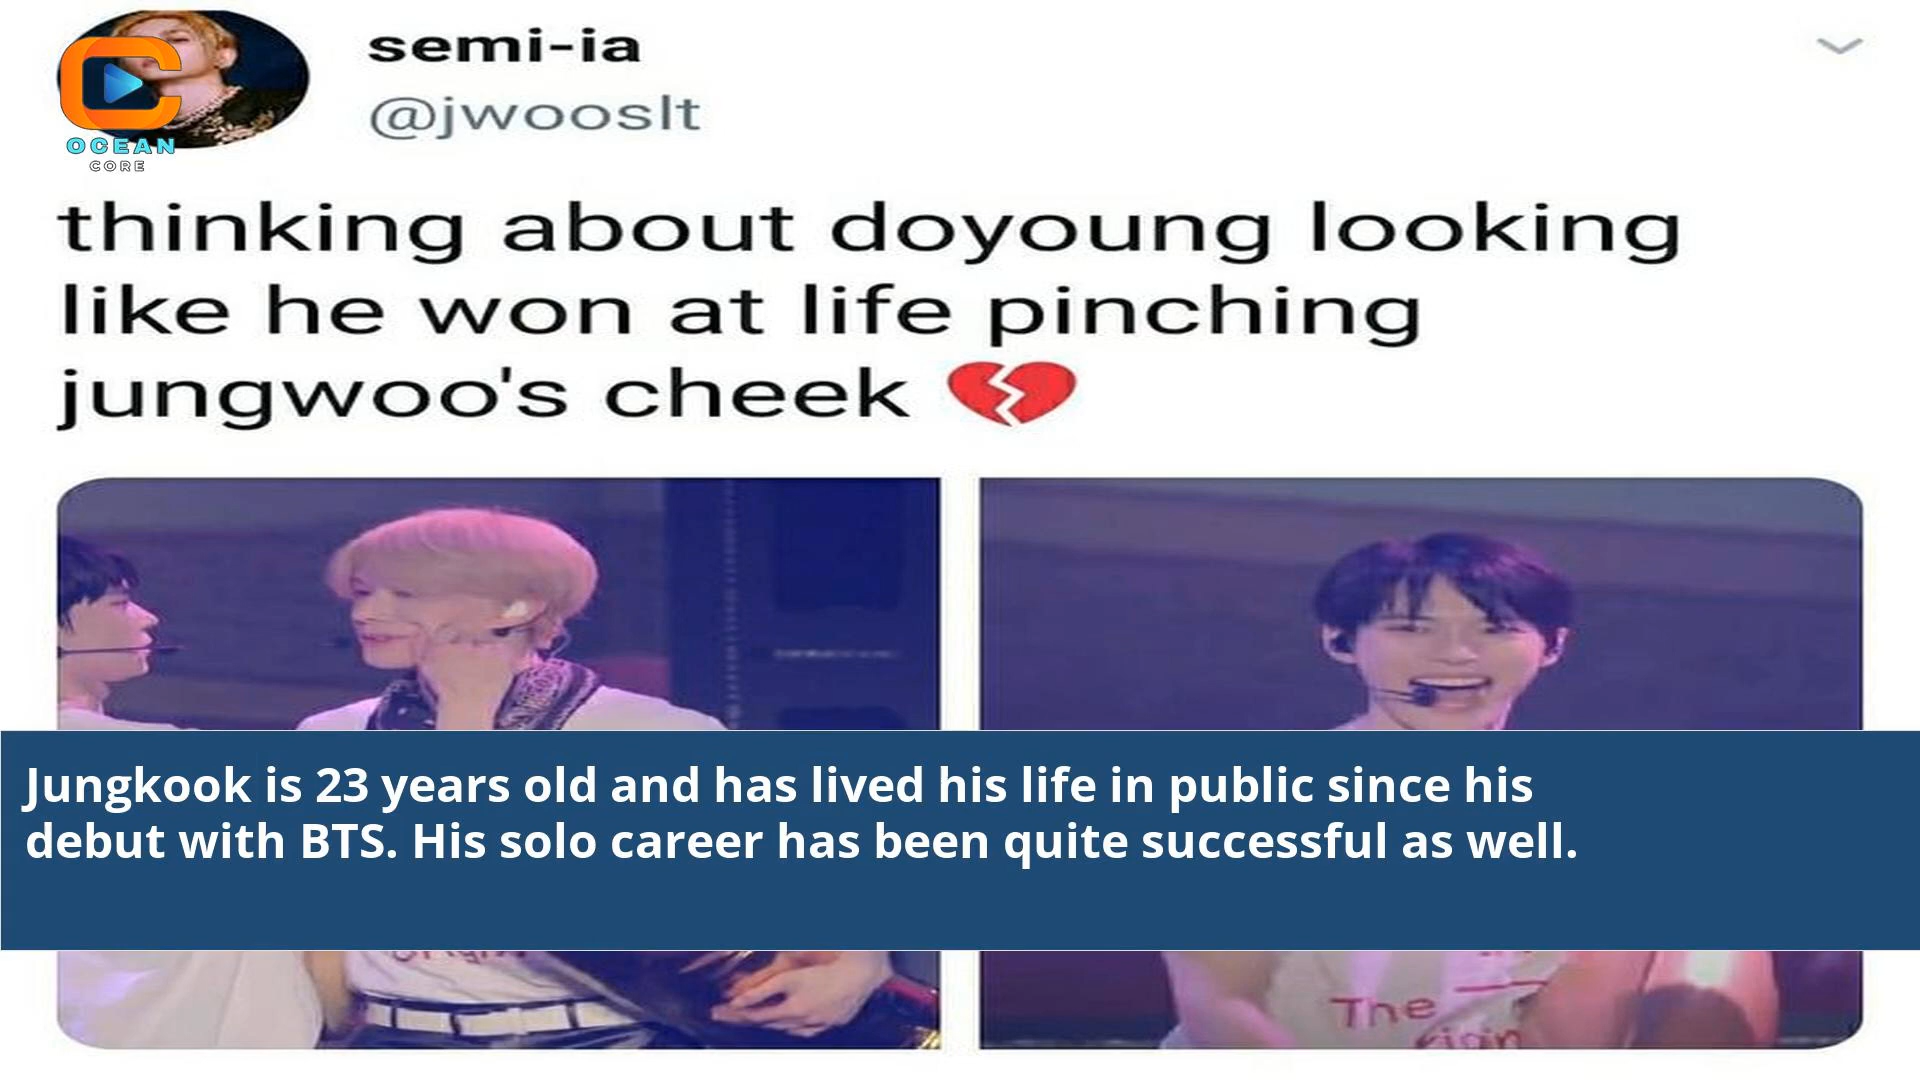 semi-ia
@jwooslt
OCEAN
CORE
thinking about doyoung looking
like he won at life pinching
jungwoo's cheek 💔
Jungkook is 23 years old and has lived his life in public since his
debut with BTS. His solo career has been quite successful as well.
The